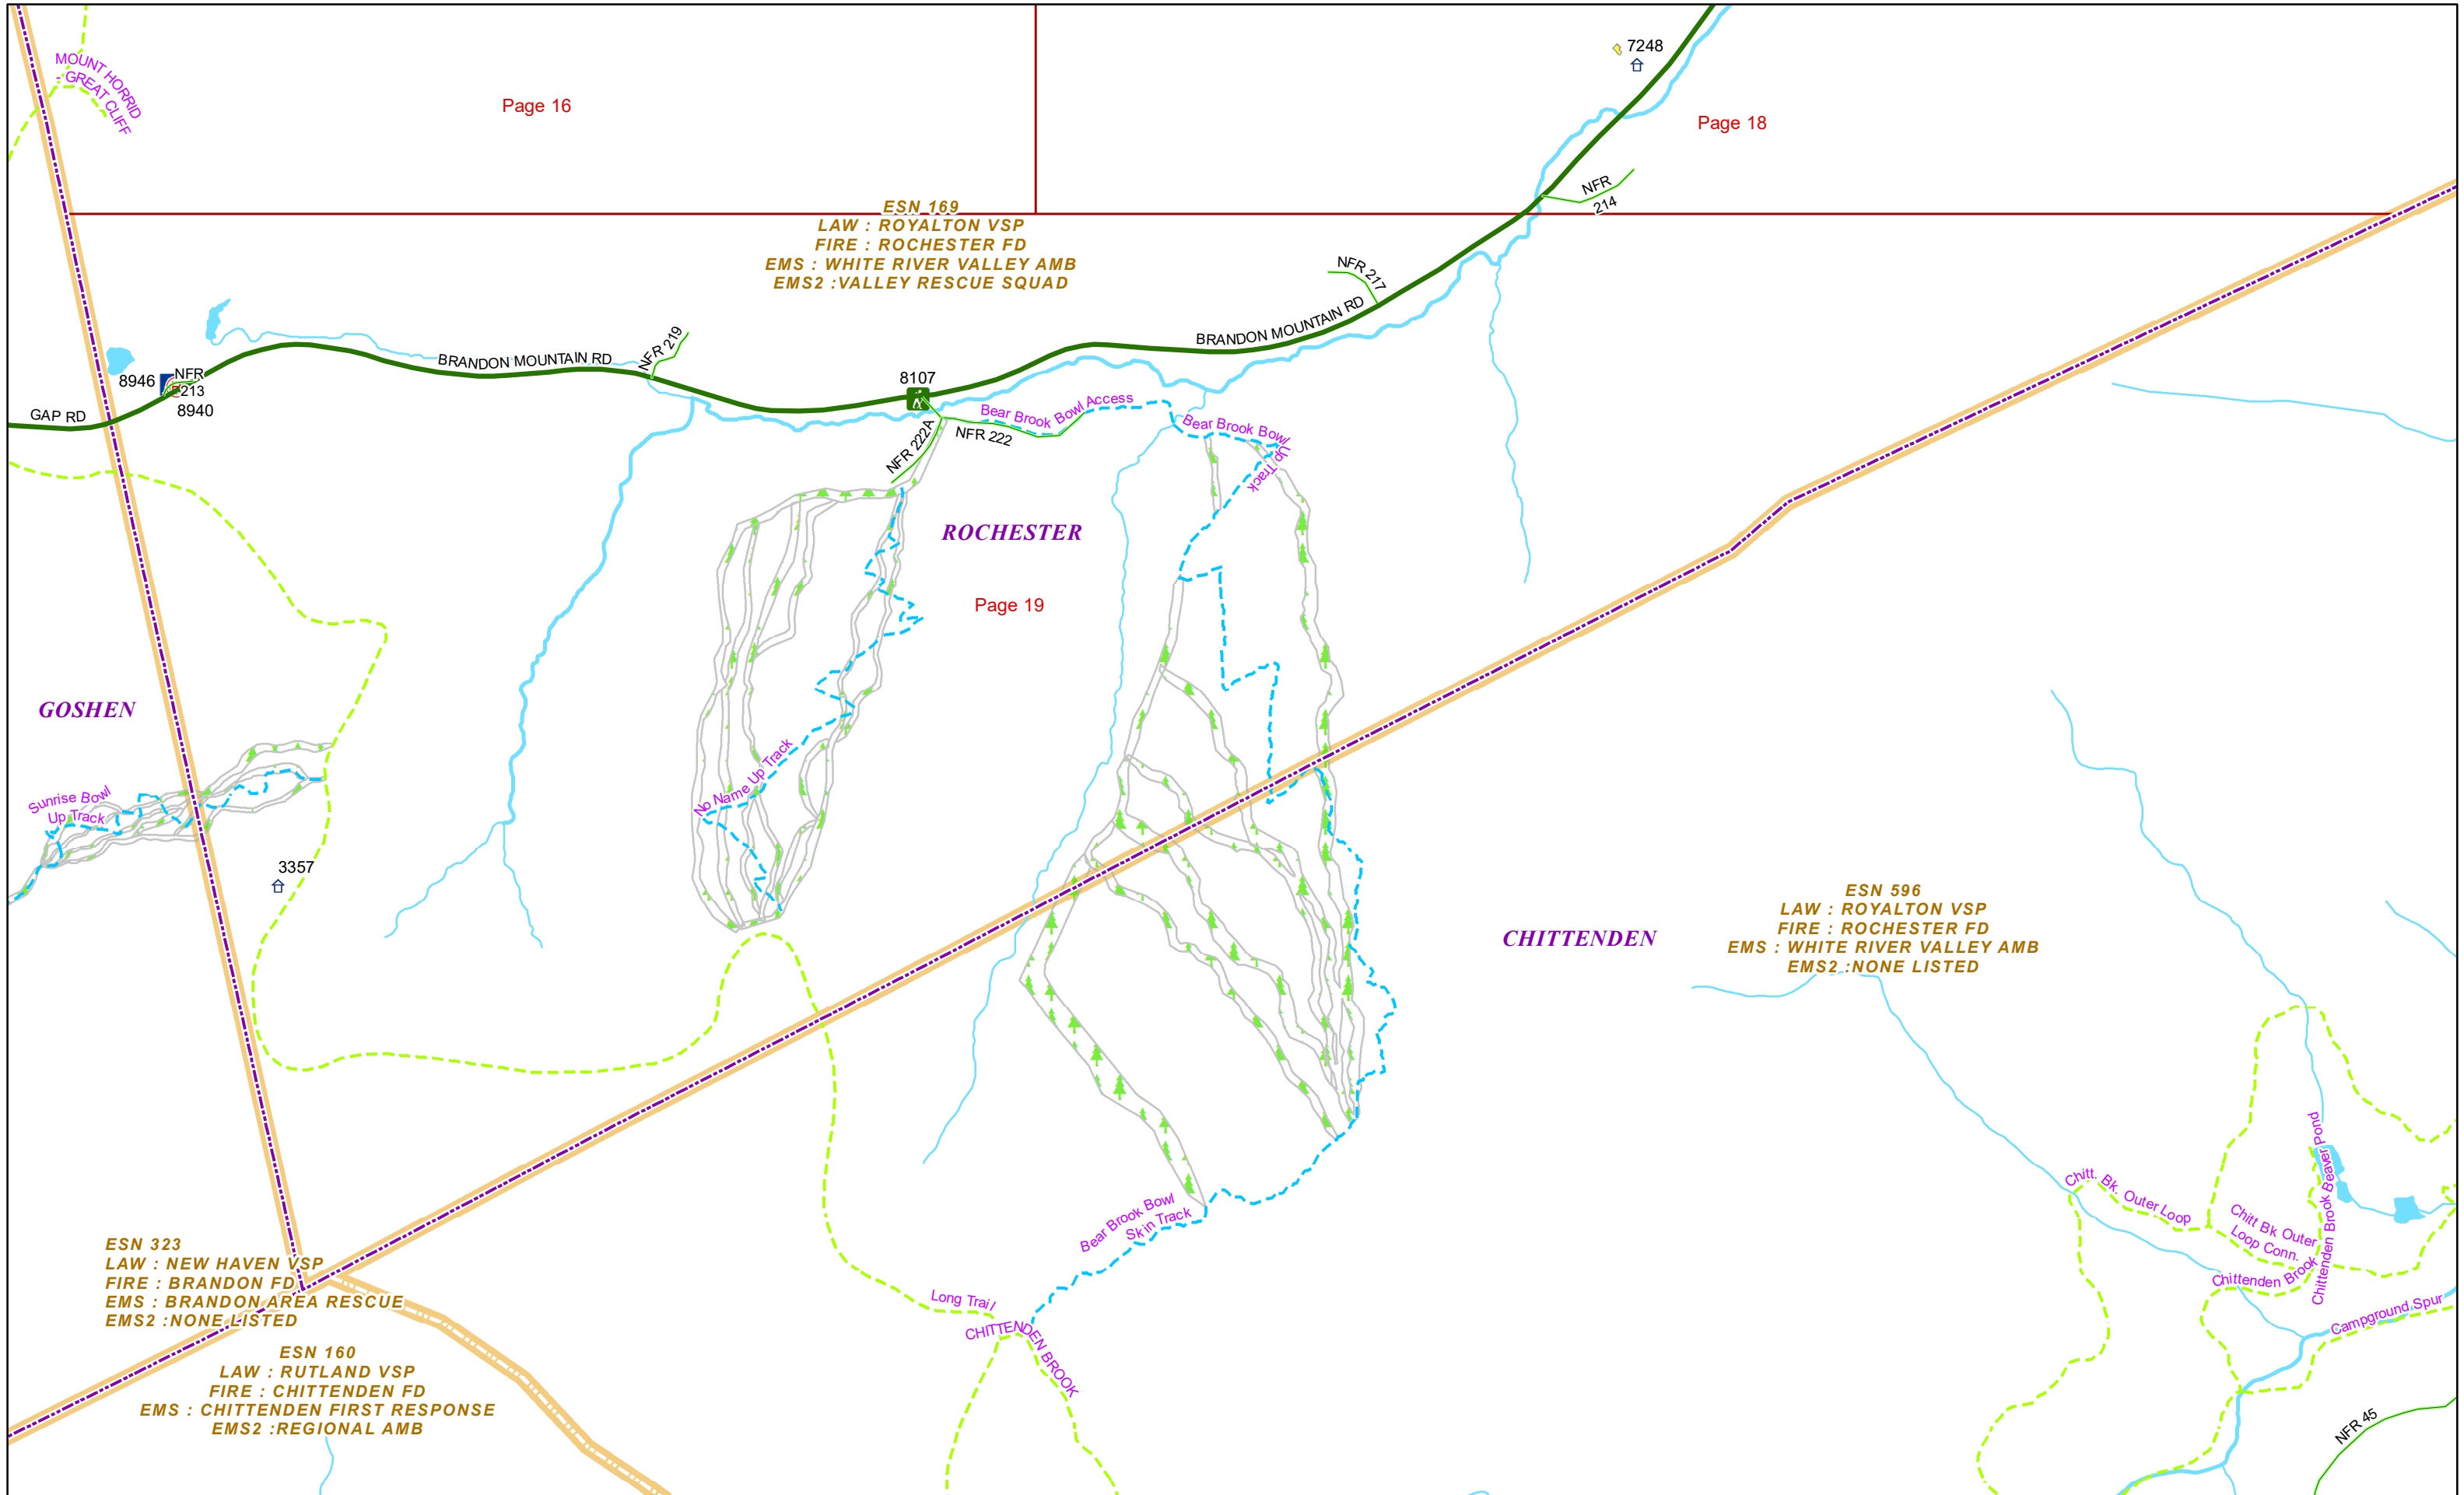 MOUNT HORRID
- GREAT CLIFF
Page 16
7248
Page 18
NFR
214
ESN 169
LAW : ROYALTON VSP
FIRE : ROCHESTER FD
EMS : WHITE RIVER VALLEY AMB
EMS2 :VALLEY RESCUE SQUAD
NFR 217
BRANDON MOUNTAIN RD
NFR 219
BRANDON MOUNTAIN RD
8946
NFR
213
8940
GAP RD
8107
Bear Brook Bowl Access
NFR 222
NFR 222A
Bear Brook Bowl
Up Track
ROCHESTER
Page 19
GOSHEN
Sunrise Bowl
Up Track
No Name Up Track
3357
CHITTENDEN
ESN 596
LAW : ROYALTON VSP
FIRE : ROCHESTER FD
EMS : WHITE RIVER VALLEY AMB
EMS2 :NONE LISTED
Chittenden Brook Beaver Pond
Chitt. Bk. Outer Loop
Chitt Bk Outer
Loop Conn.
Chittenden Brook
Campground Spur
NFR 45
Bear Brook Bowl
Skin Track
Long Trail
CHITTENDEN BROOK
ESN 323
LAW : NEW HAVEN VSP
FIRE : BRANDON FD
EMS : BRANDON AREA RESCUE
EMS2 :NONE LISTED
ESN 160
LAW : RUTLAND VSP
FIRE : CHITTENDEN FD
EMS : CHITTENDEN FIRST RESPONSE
EMS2 :REGIONAL AMB